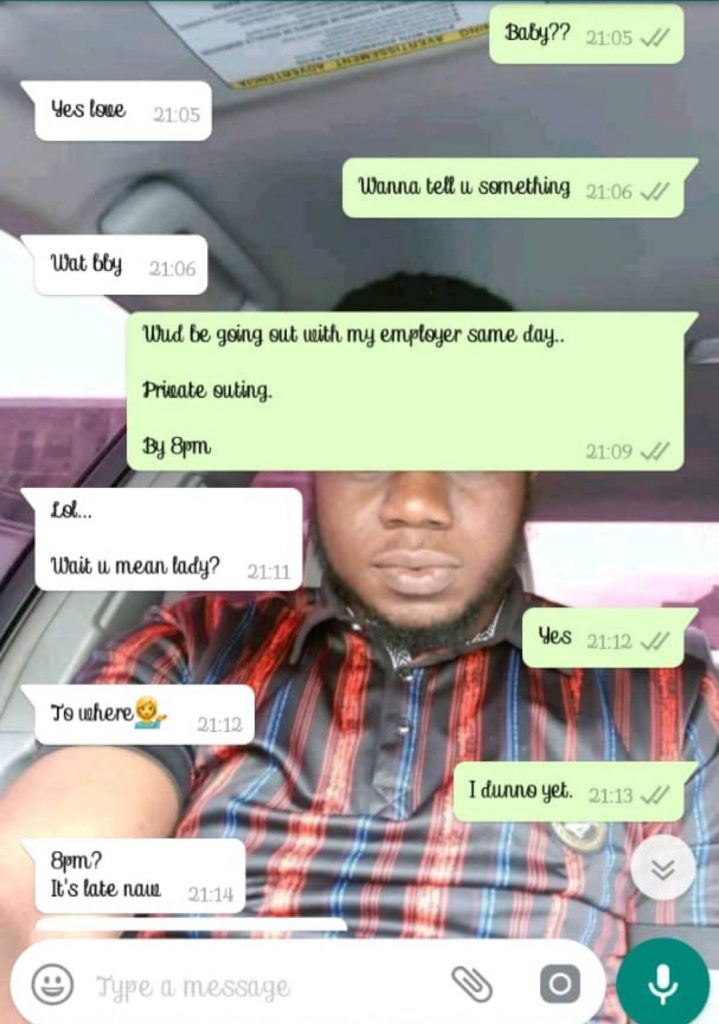 AVERTISSEMENT
ADVERTENCIA
Baby?? 21:05
Yes love 21:05
Wanna tell u something 21:06
Wat bby 21:06
Wud be going out with my employer same day..
Private outing.
By 8pm 21:09
Lol...
Wait u mean lady? 21:11
Yes 21:12
To where💁 21:12
I dunno yet. 21:13
8pm?
It's late naw 21:14
Type a message